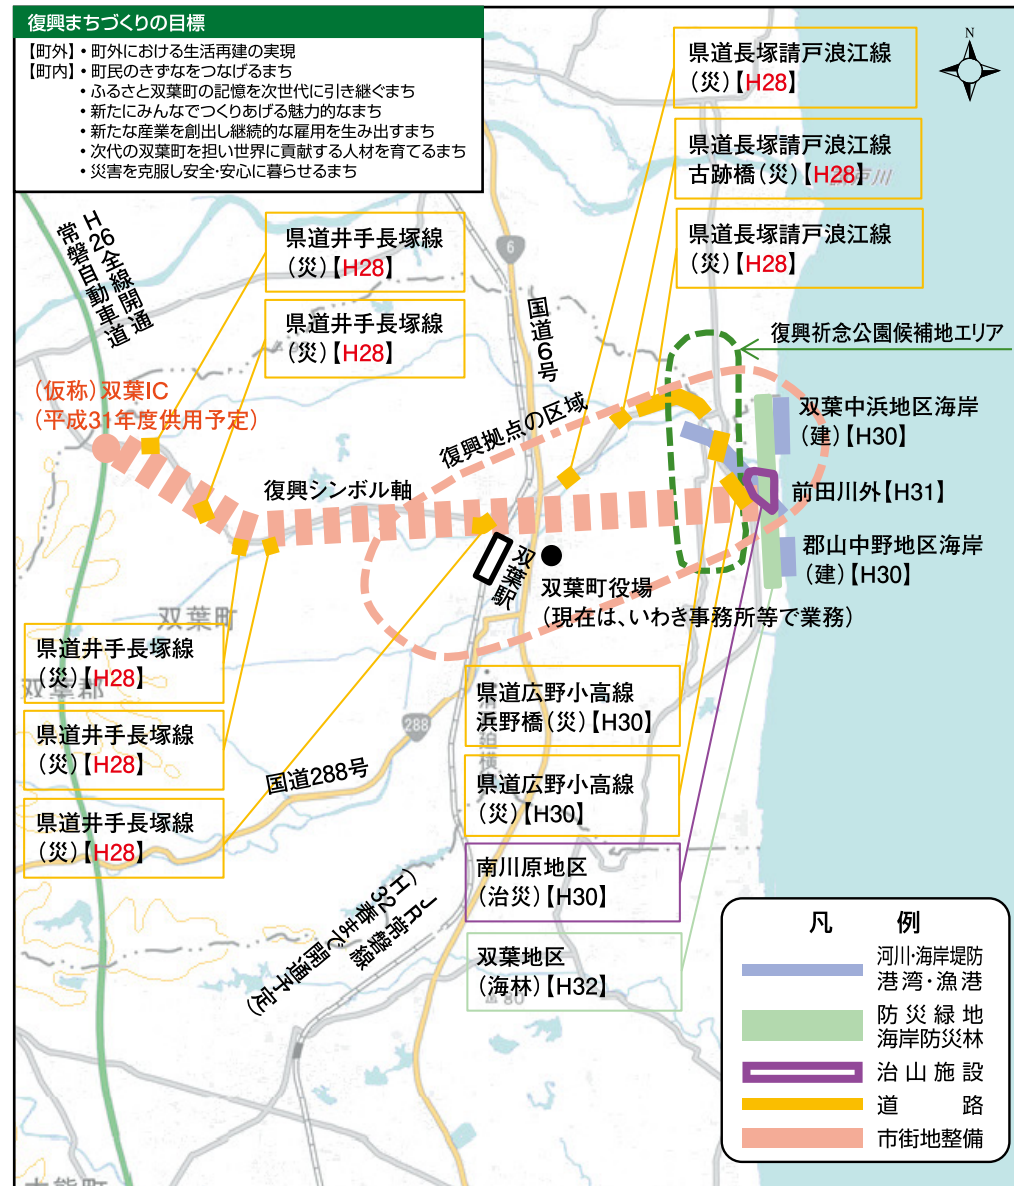 復興まちづくりの目標
【町外】・町外における生活再建の実現
【町内】・町民のきずなをつなげるまち
・ふるさと双葉町の記憶を次世代に引き継ぐまち
・新たにみんなでつくりあげる魅力的なまち
・新たな産業を創出し継続的な雇用を生み出すまち
・次代の双葉町を担い世界に貢献する人材を育てるまち
・災害を克服し安全・安心に暮らせるまち
N
県道長塚請戸浪江線
(災)【H28】
県道長塚請戸浪江線
古跡橋(災)【H28】
県道長塚請戸浪江線
(災)【H28】
常磐自動車道
H26全線開通
県道井手長塚線
(災)【H28】
県道井手長塚線
(災)【H28】
6
国道6号
復興祈念公園候補地エリア
(仮称)双葉IC
(平成31年度供用予定)
復興拠点の区域
双葉中浜地区海岸
(建)【H30】
復興シンボル軸
前田川外【H31】
郡山中野地区海岸
(建)【H30】
双葉駅
双葉町役場
(現在は、いわき事務所等で業務)
双葉町
県道井手長塚線
(災)【H28】
双葉郡
県道井手長塚線
(災)【H28】
県道井手長塚線
(災)【H28】
288
国道288号
県道広野小高線
浜野橋(災)【H30】
県道広野小高線
(災)【H30】
南川原地区
(治災)【H30】
双葉地区
(海林)【H32】
80
JR常磐線
(H32春まで開通予定)
凡例
河川・海岸堤防
港湾・漁港
防災緑地
海岸防災林
治山施設
道路
市街地整備